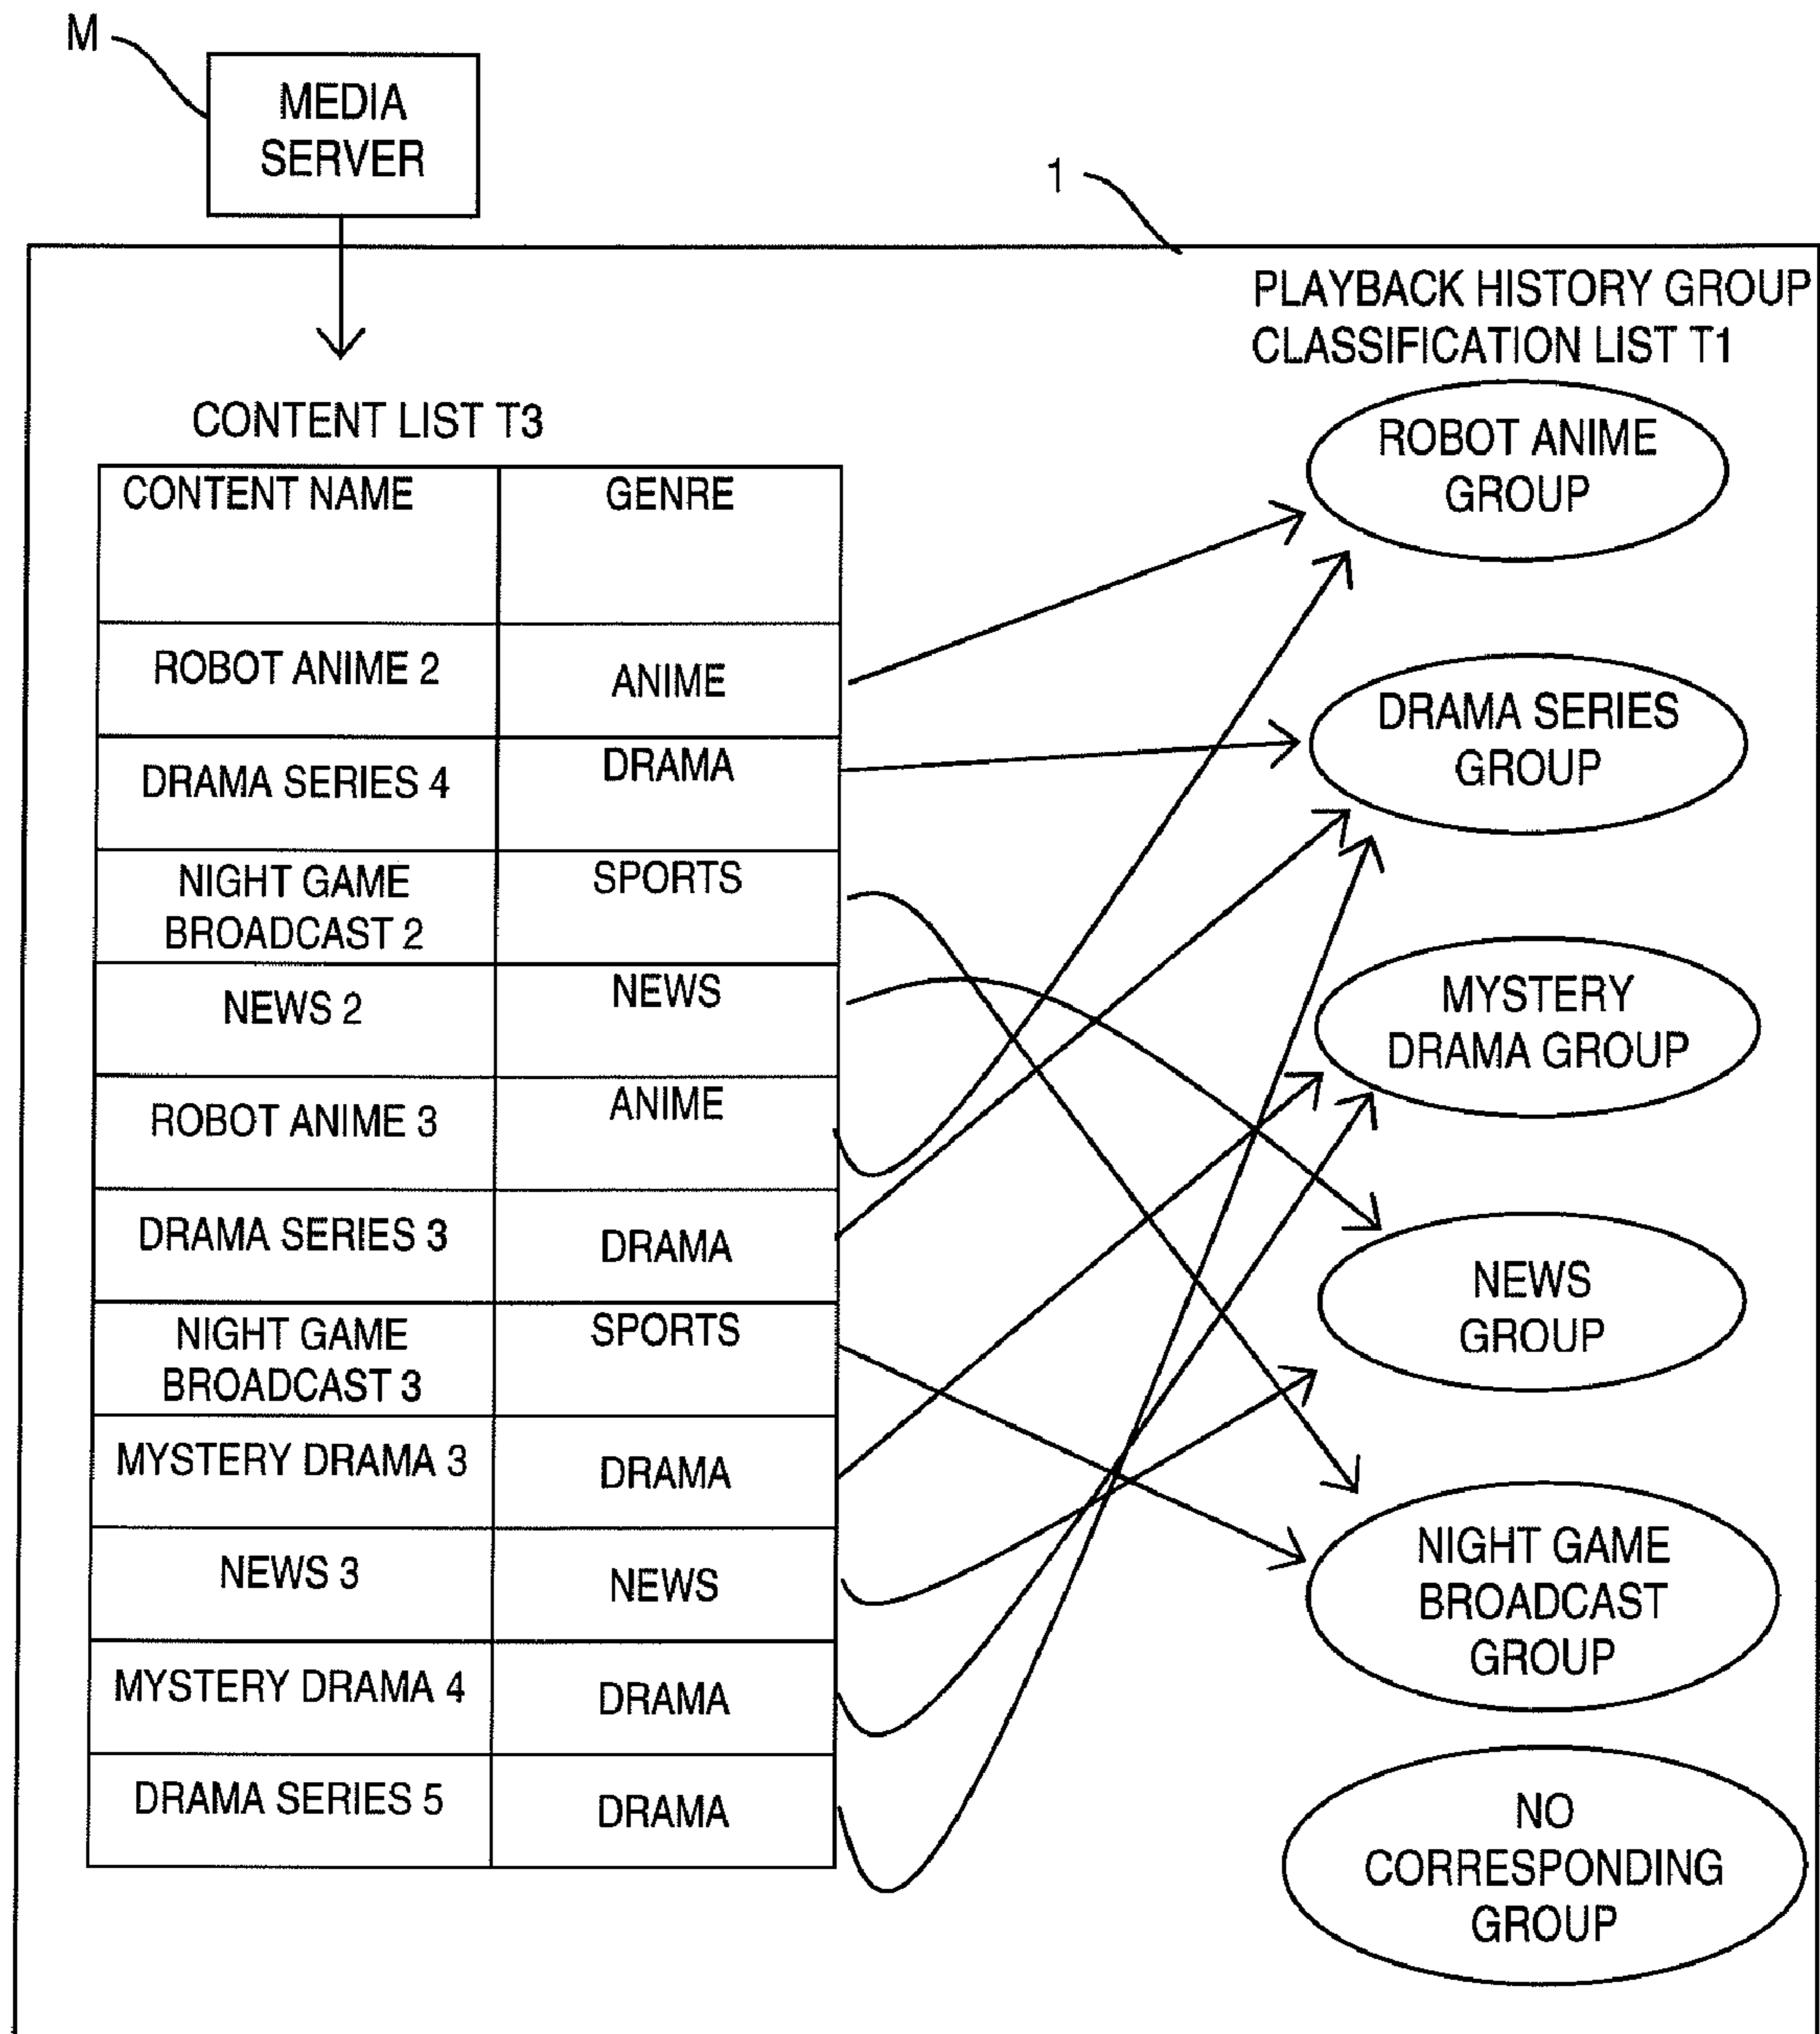 M
MEDIA
SERVER
1
PLAYBACK HISTORY GROUP
CLASSIFICATION LIST T1
CONTENT LIST T3
CONTENT NAME GENRE
ROBOT ANIME 2 ANIME
DRAMA SERIES 4 DRAMA
NIGHT GAME
BROADCAST 2 SPORTS
NEWS 2 NEWS
ROBOT ANIME 3 ANIME
DRAMA SERIES 3 DRAMA
NIGHT GAME
BROADCAST 3 SPORTS
MYSTERY DRAMA 3 DRAMA
NEWS 3 NEWS
MYSTERY DRAMA 4 DRAMA
DRAMA SERIES 5 DRAMA
ROBOT ANIME
GROUP
DRAMA SERIES
GROUP
MYSTERY
DRAMA GROUP
NEWS
GROUP
NIGHT GAME
BROADCAST
GROUP
NO
CORRESPONDING
GROUP